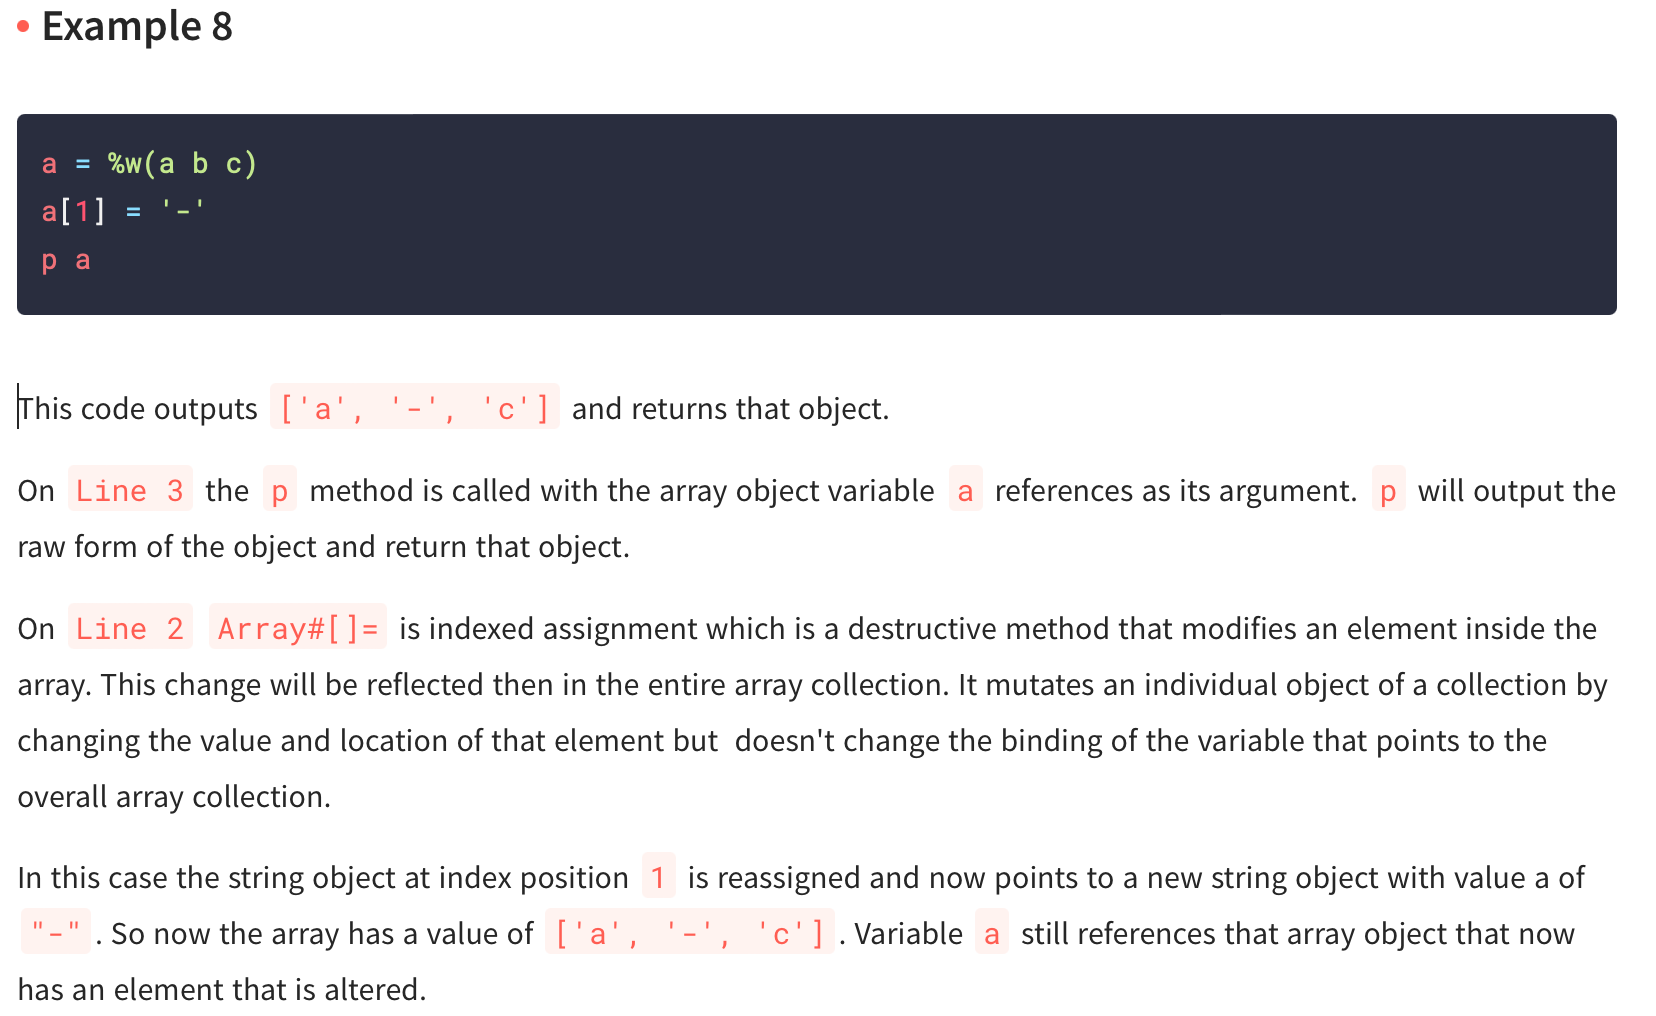 • Example 8
a = %w(a b c)
a[1] = '-'
p a
This code outputs ['a', '-', 'c'] and returns that object.
On Line 3 the p method is called with the array object variable a references as its argument. p will output the
raw form of the object and return that object.
On Line 2 Array#[]= is indexed assignment which is a destructive method that modifies an element inside the
array. This change will be reflected then in the entire array collection. It mutates an individual object of a collection by
changing the value and location of that element but  doesn't change the binding of the variable that points to the
overall array collection.
In this case the string object at index position 1 is reassigned and now points to a new string object with value a of
"-". So now the array has a value of ['a', '-', 'c']. Variable a still references that array object that now
has an element that is altered.